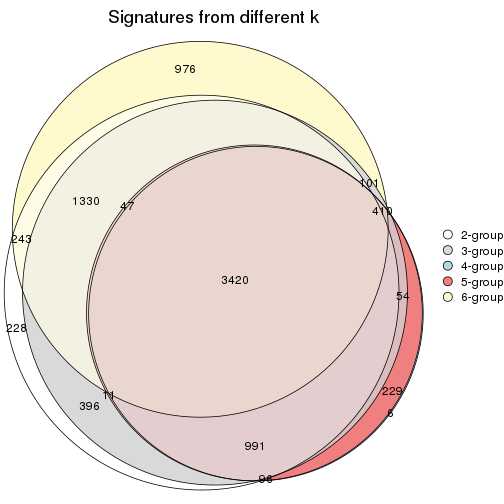 Signatures from different k
976
101
1330
47
410
243
2-group
3-group
4-group
5-group
6-group
3420
54
228
229
11
396
6
991
96